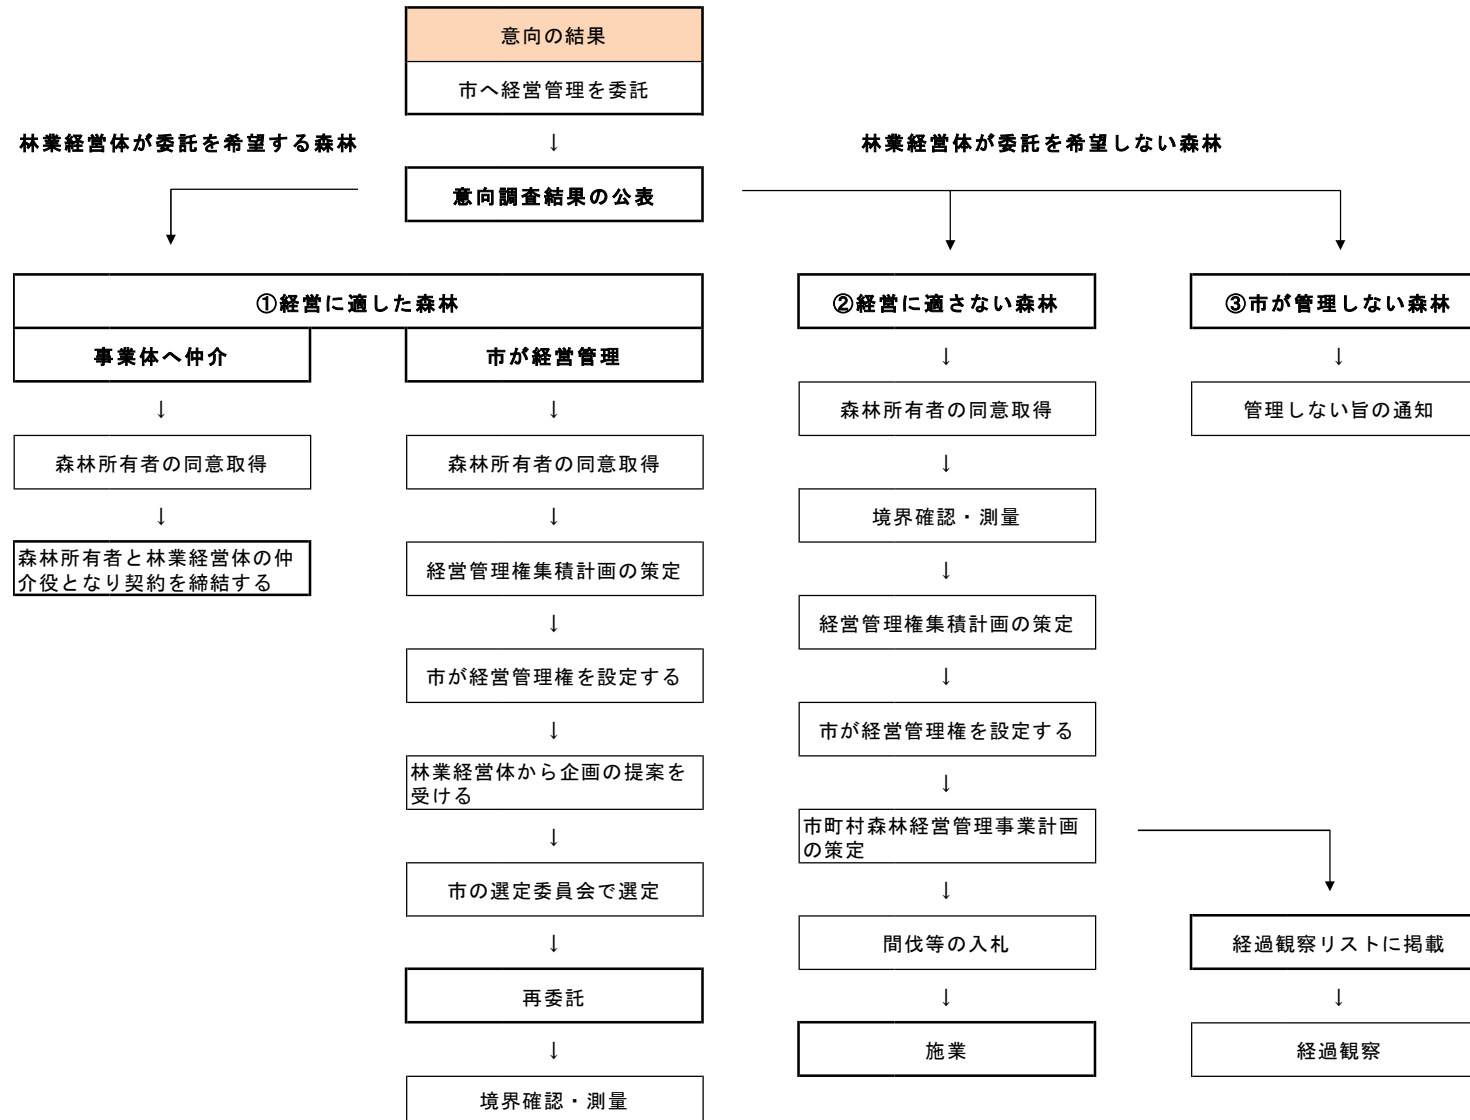 意向の結果
市へ経営管理を委託
林業経営体が委託を希望する森林
↓
林業経営体が委託を希望しない森林
意向調査結果の公表
①経営に適した森林
事業体へ仲介
↓
森林所有者の同意取得
↓
森林所有者と林業経営体の仲
介役となり契約を締結する
市が経営管理
↓
森林所有者の同意取得
↓
経営管理権集積計画の策定
↓
市が経営管理権を設定する
↓
林業経営体から企画の提案を
受ける
↓
市の選定委員会で選定
↓
再委託
↓
境界確認・測量
②経営に適さない森林
↓
森林所有者の同意取得
↓
境界確認・測量
↓
経営管理権集積計画の策定
↓
市が経営管理権を設定する
↓
市町村森林経営管理事業計画
の策定
↓
間伐等の入札
↓
施業
③市が管理しない森林
↓
管理しない旨の通知
経過観察リストに掲載
↓
経過観察